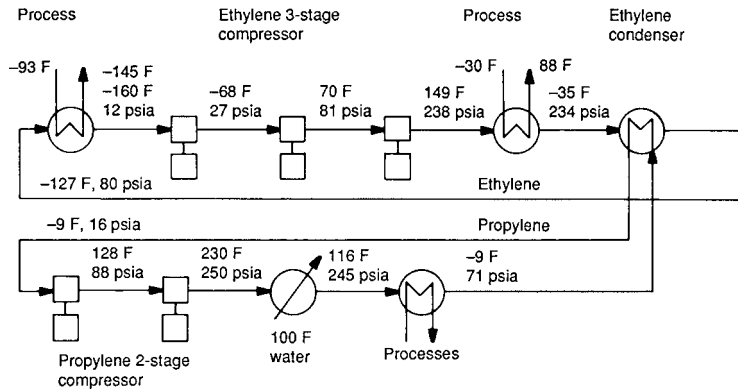 Process
Ethylene 3-stage
compressor
Process
Ethylene
condenser
–93 F
–145 F
–160 F
12 psia
–68 F
27 psia
70 F
81 psia
149 F
238 psia
–30 F
88 F
–35 F
234 psia
–127 F, 80 psia
Ethylene
–9 F, 16 psia
Propylene
128 F
88 psia
230 F
250 psia
116 F
245 psia
–9 F
71 psia
100 F
water
Processes
Propylene 2-stage
compressor